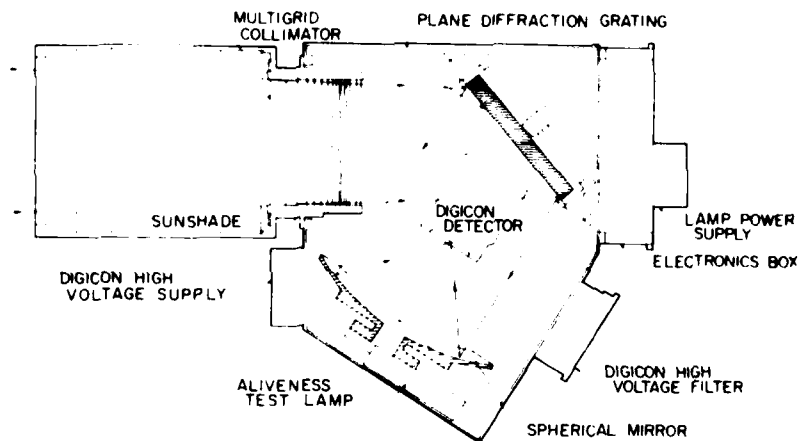 MULTIGRID
COLLIMATOR
PLANE DIFFRACTION GRATING
SUNSHADE
DIGICON
DETECTOR
LAMP POWER
SUPPLY
ELECTRONICS BOX
DIGICON HIGH
VOLTAGE SUPPLY
ALIVENESS
TEST LAMP
DIGICON HIGH
VOLTAGE FILTER
SPHERICAL MIRROR